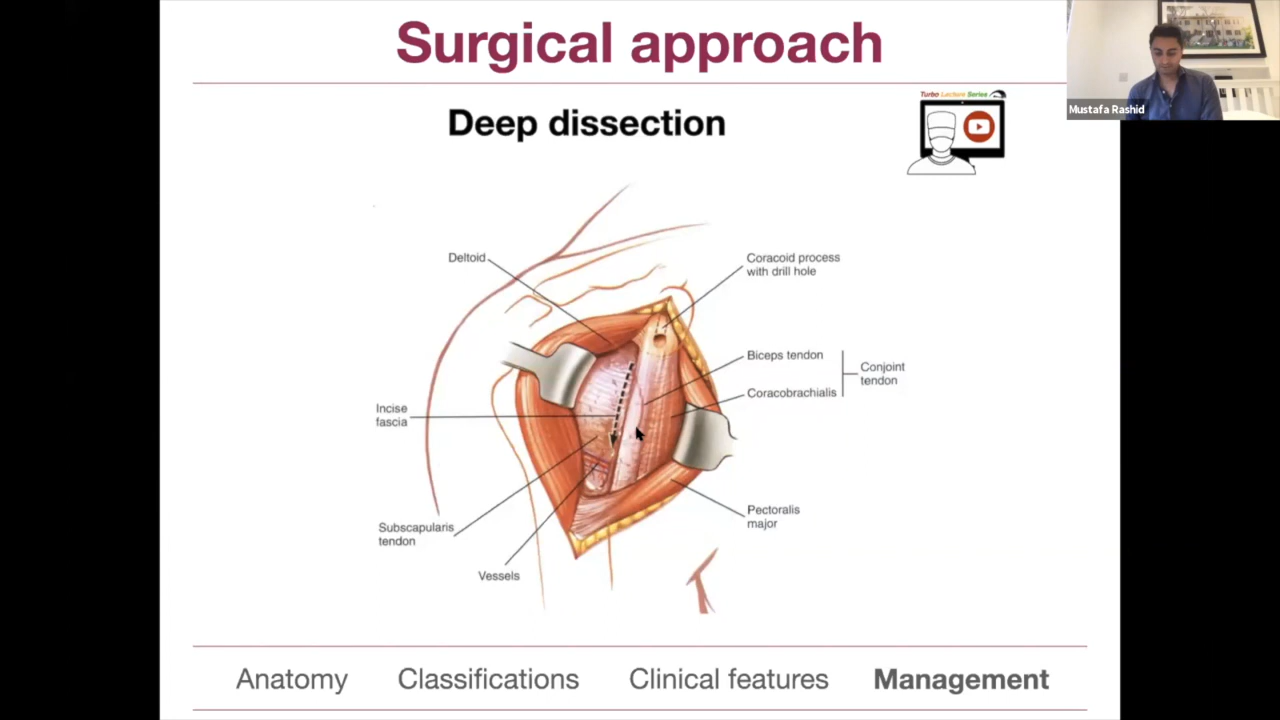 Surgical approach
Mustafa Rashid
Turbo Lecture Series
Deep dissection
Deltoid
Coracoid process
with drill hole
Biceps tendon
Conjoint
tendon
Coracobrachialis
Incise
fascia
Pectoralis
major
Subscapularis
tendon
Vessels
Anatomy
Classifications
Clinical features
Management